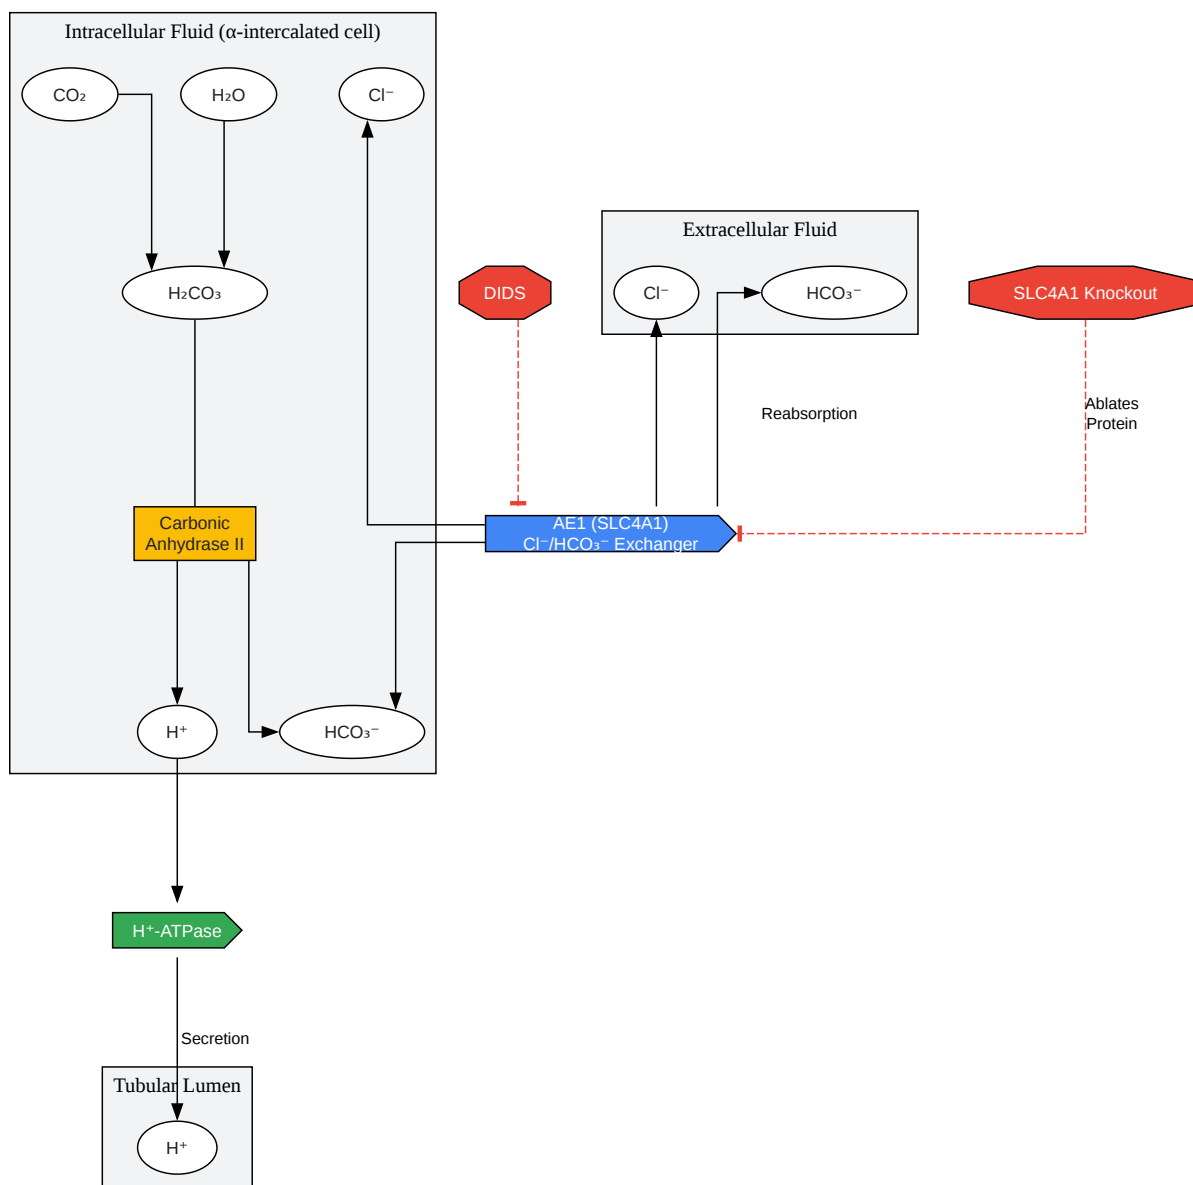 Intracellular Fluid (α-intercalated cell)
CO₂
H₂O
Cl⁻
Extracellular Fluid
H₂CO₃
DIDS
Cl⁻
HCO₃⁻
SLC4A1 Knockout
Ablates
Protein
Reabsorption
Carbonic
Anhydrase II
AE1 (SLC4A1)
Cl⁻/HCO₃⁻ Exchanger
H⁺
HCO₃⁻
H⁺-ATPase
Secretion
Tubular Lumen
H⁺